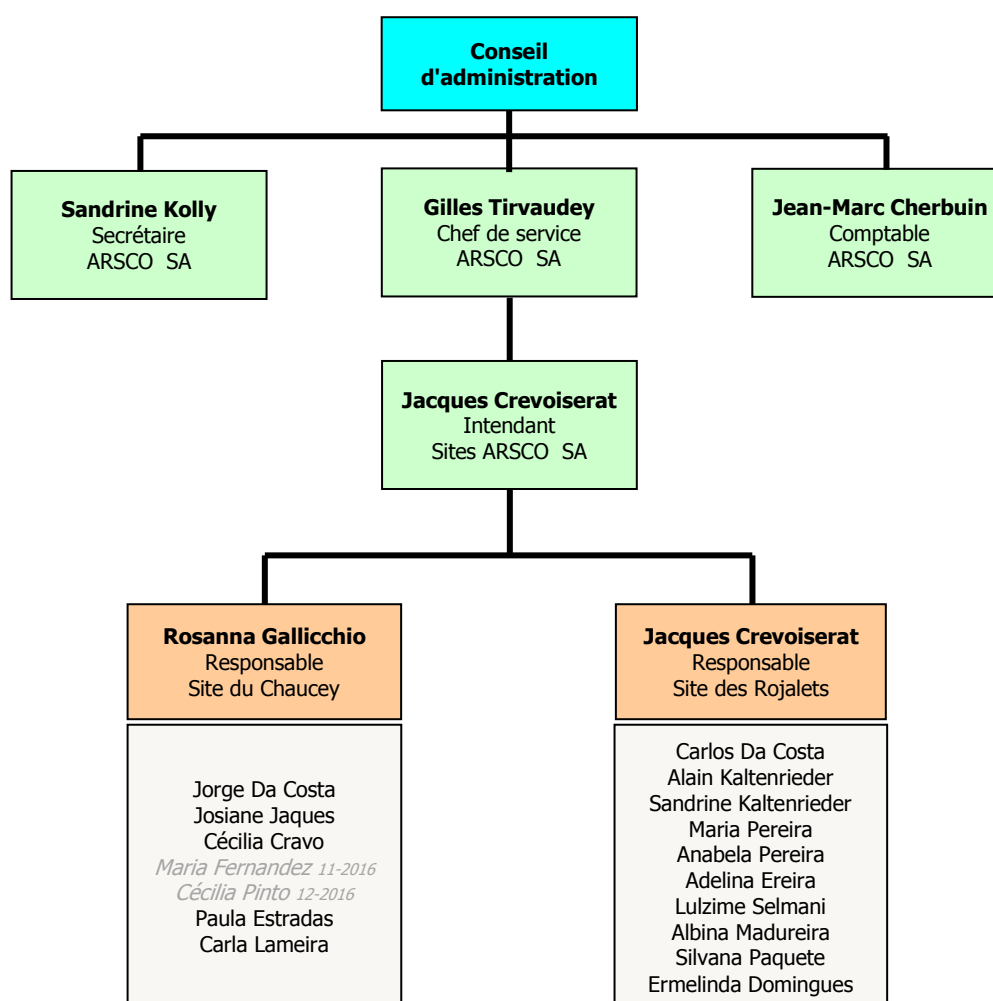 Conseil
d'administration
Sandrine Kolly
Secrétaire
ARSCO SA
Gilles Tirvaudey
Chef de service
ARSCO SA
Jean-Marc Cherbuin
Comptable
ARSCO SA
Jacques Crevoiserat
Intendant
Sites ARSCO SA
Rosanna Gallicchio
Responsable
Site du Chaucey
Jacques Crevoiserat
Responsable
Site des Rojalets
Jorge Da Costa
Josiane Jaques
Cécilia Cravo
Maria Fernandez 11-2016
Cécilia Pinto 12-2016
Paula Estradas
Carla Lameira
Carlos Da Costa
Alain Kaltenrieder
Sandrine Kaltenrieder
Maria Pereira
Anabela Pereira
Adelina Ereira
Lulzime Selmani
Albina Madureira
Silvana Paquete
Ermelinda Domingues